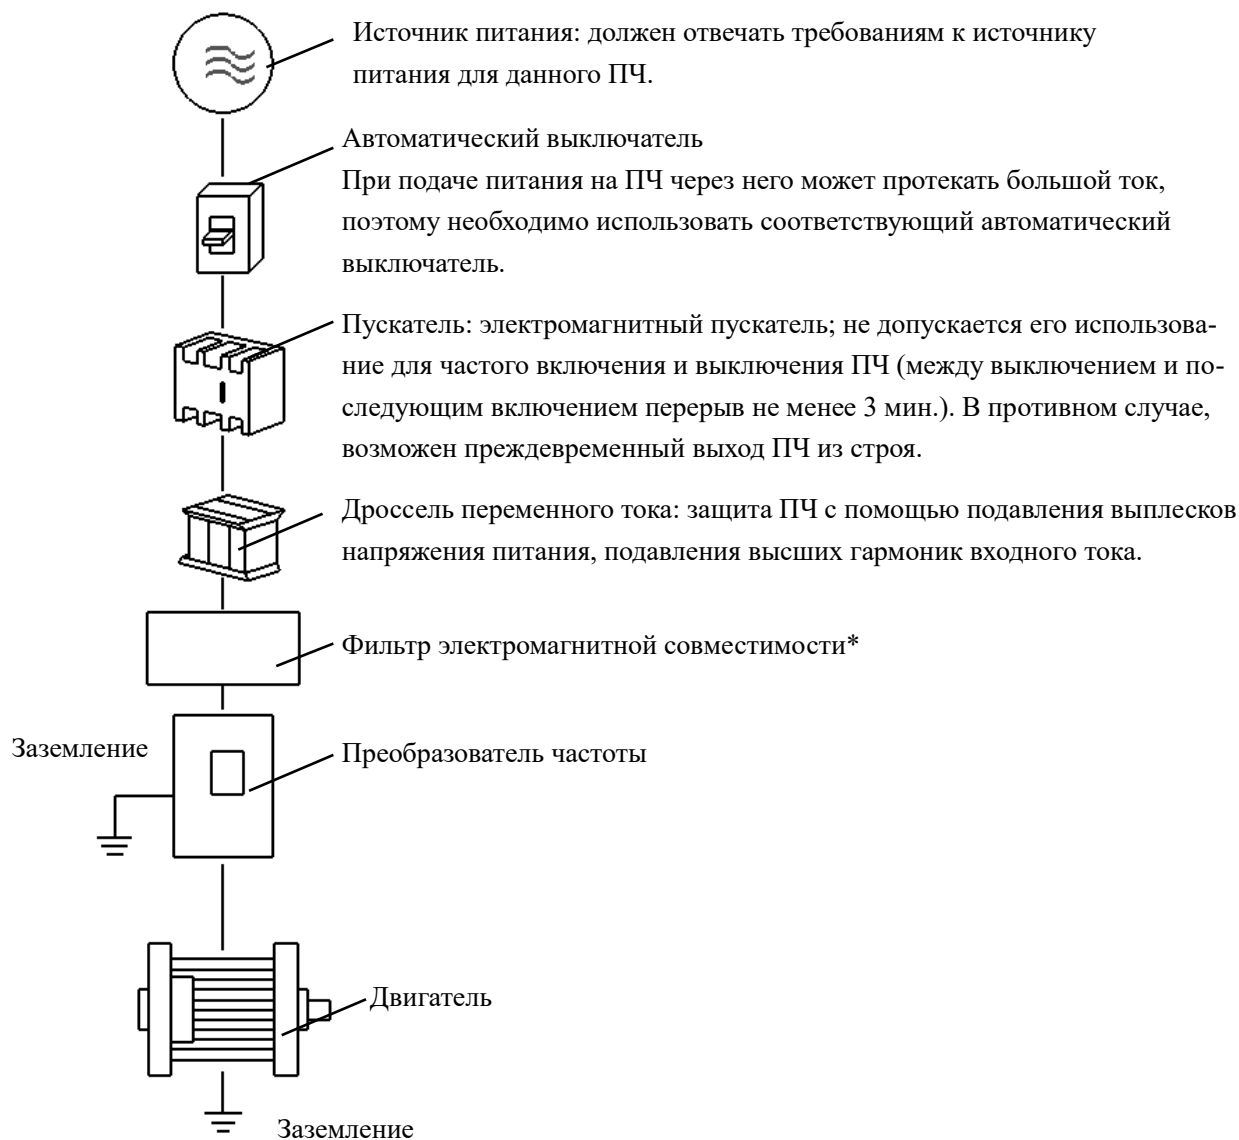 Источник питания: должен отвечать требованиям к источнику
питания для данного ПЧ.
Автоматический выключатель
При подаче питания на ПЧ через него может протекать большой ток,
поэтому необходимо использовать соответствующий автоматический
выключатель.
Пускатель: электромагнитный пускатель; не допускается его использова-
ние для частого включения и выключения ПЧ (между выключением и по-
следующим включением перерыв не менее 3 мин.). В противном случае,
возможен преждевременный выход ПЧ из строя.
Дроссель переменного тока: защита ПЧ с помощью подавления выплесков
напряжения питания, подавления высших гармоник входного тока.
Фильтр электромагнитной совместимости*
Заземление
Преобразователь частоты
Двигатель
Заземление